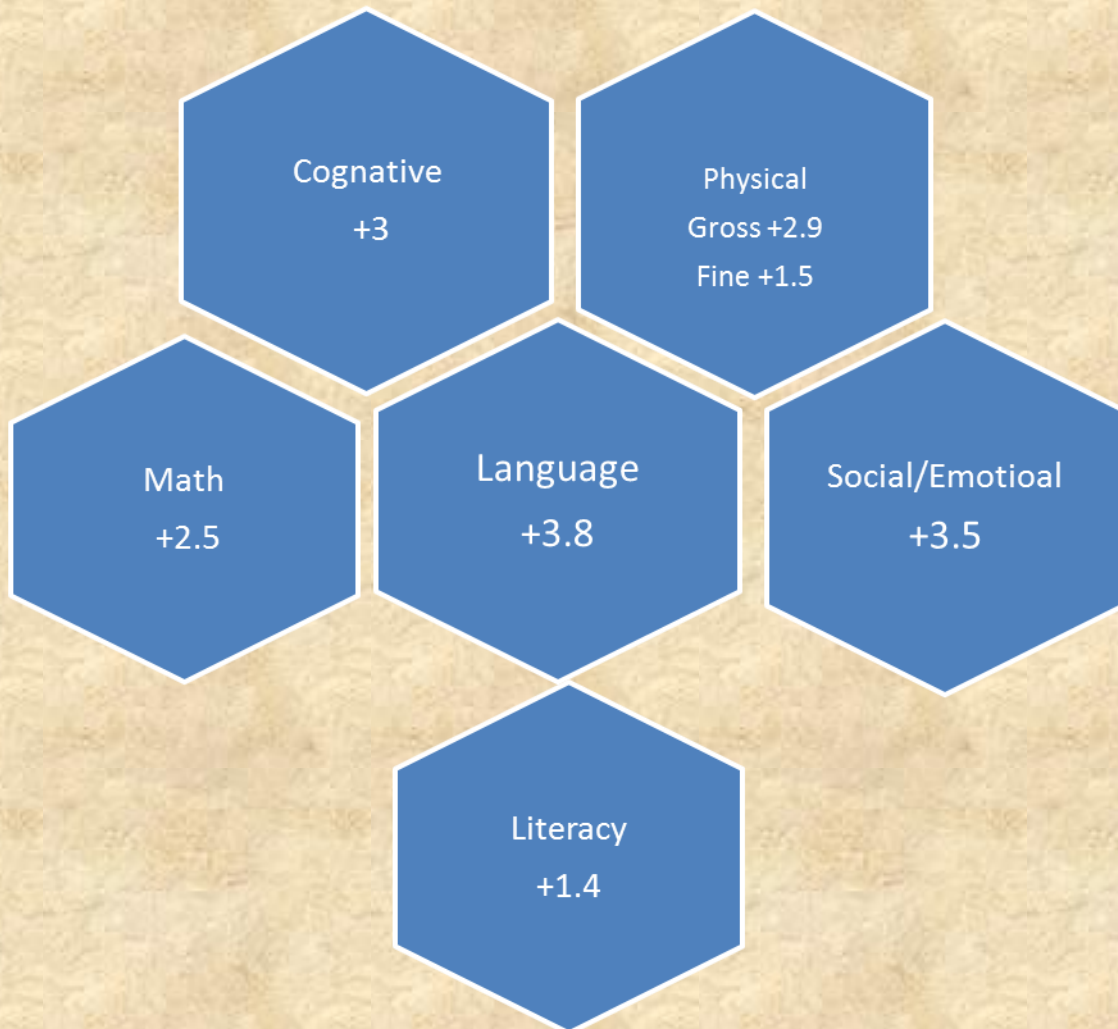 Cognative
+3
Physical
Gross +2.9
Fine +1.5
Math
+2.5
Language
+3.8
Social/Emotioal
+3.5
Literacy
+1.4